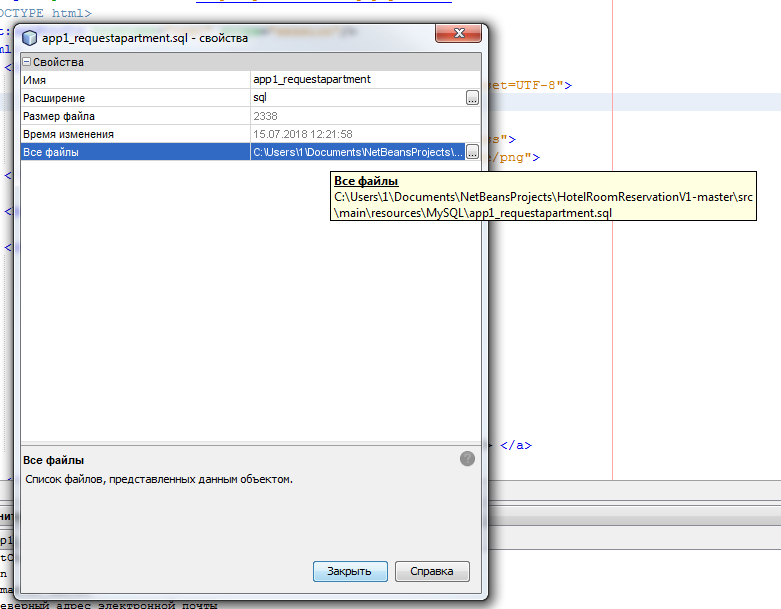 OCTYPE html>
app1_requestapartment.sql - свойства
Свойства
Имя app1_requestapartment
set=UTF-8">
Расширение sql ...
Размер файла 2338
Время изменения 15.07.2018 12:21:58
ss">
Все файлы C:\Users\1\Documents\NetBeansProjects\... ...
/png">
<
Все файлы
C:\Users\1\Documents\NetBeansProjects\HotelRoomReservationV1-master\src
\main\resources\MySQL\app1_requestapartment.sql
<
<
</a>
Все файлы ?
Список файлов, представленных данным объектом.
Закрыть Справка
еверный адрес электронной почты